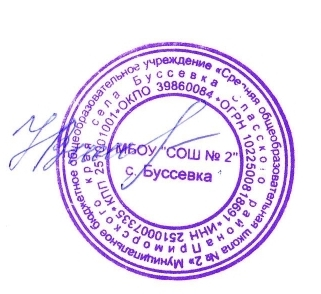 Муниципальное бюджетное общеобразовательное учреждение «Средняя общеобразовательная школа № 2»
села Буссевка Спасского района Приморского края
КПП 251001001 * ОКПО 39860084 * ОГРН 1022500818691 * ИНН 2510007335 *
МБОУ "СОШ № 2"
с. Буссевка